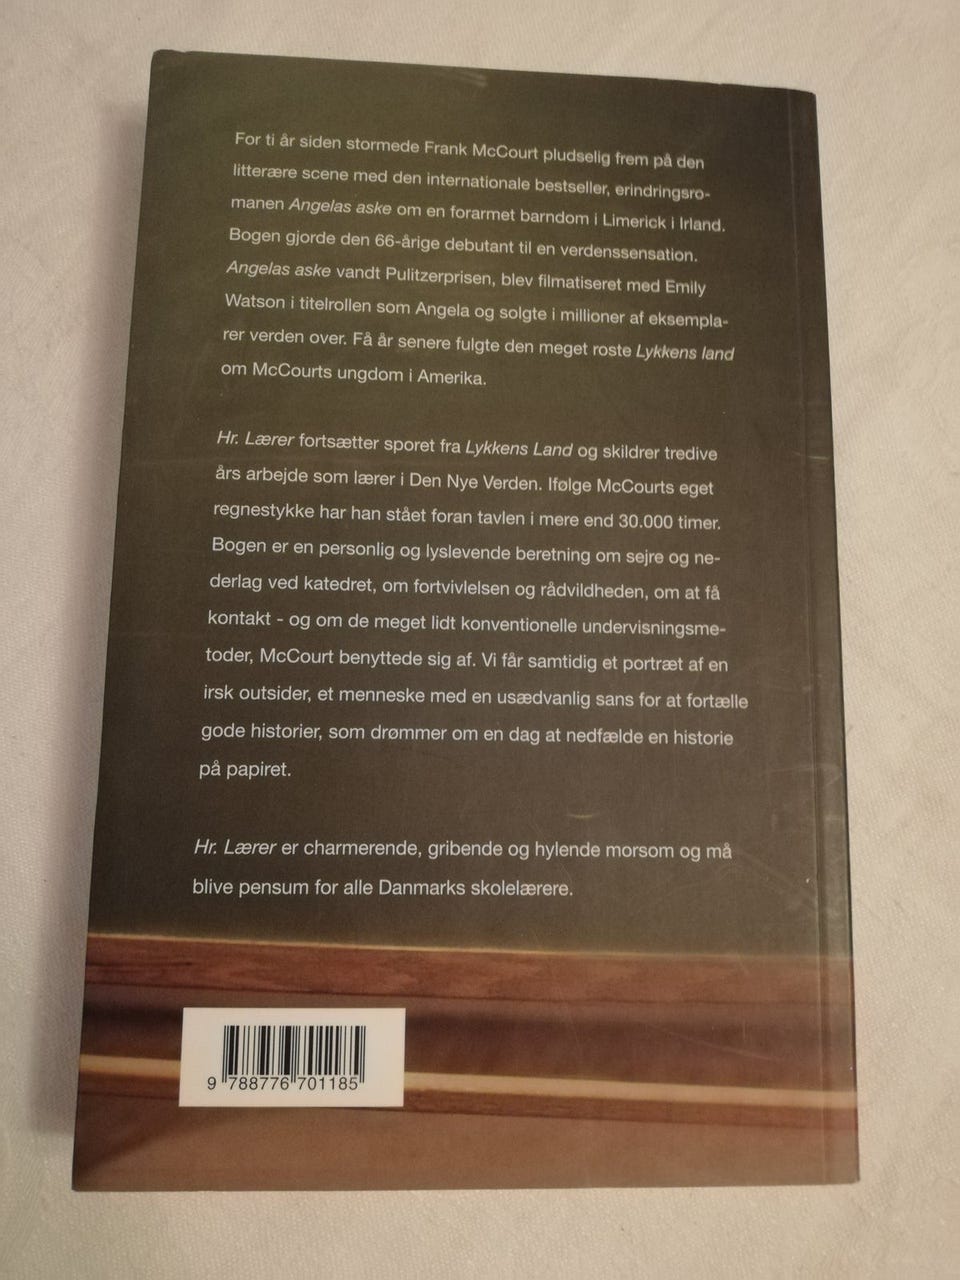 For ti år siden stormede Frank McCourt pludselig frem på den
litterære scene med den internationale bestseller, erindringsro-
manen Angelas aske om en forarmet barndom i Limerick i Irland.
Bogen gjorde den 66-årige debutant til en verdenssensation.
Angelas aske vandt Pulitzerprisen, blev filmatiseret med Emily
Watson i titelrollen som Angela og solgte i millioner af eksempla-
rer verden over. Få år senere fulgte den meget roste Lykkens land
om McCourts ungdom i Amerika.
Hr. Lærer fortsætter sporet fra Lykkens Land og skildrer tredive
års arbejde som lærer i Den Nye Verden. Ifølge McCourts eget
regnestykke har han stået foran tavlen i mere end 30.000 timer.
Bogen er en personlig og lyslevende beretning om sejre og ne-
derlag ved katedret, om fortvivlelsen og rådvildheden, om at få
kontakt - og om de meget lidt konventionelle undervisningsme-
toder, McCourt benyttede sig af. Vi får samtidig et portræt af en
irsk outsider, et menneske med en usædvanlig sans for at fortælle
gode historier, som drømmer om en dag at nedfælde en historie
på papiret.
Hr. Lærer er charmerende, gribende og hylende morsom og må
blive pensum for alle Danmarks skolelærere.
9 788776 701185